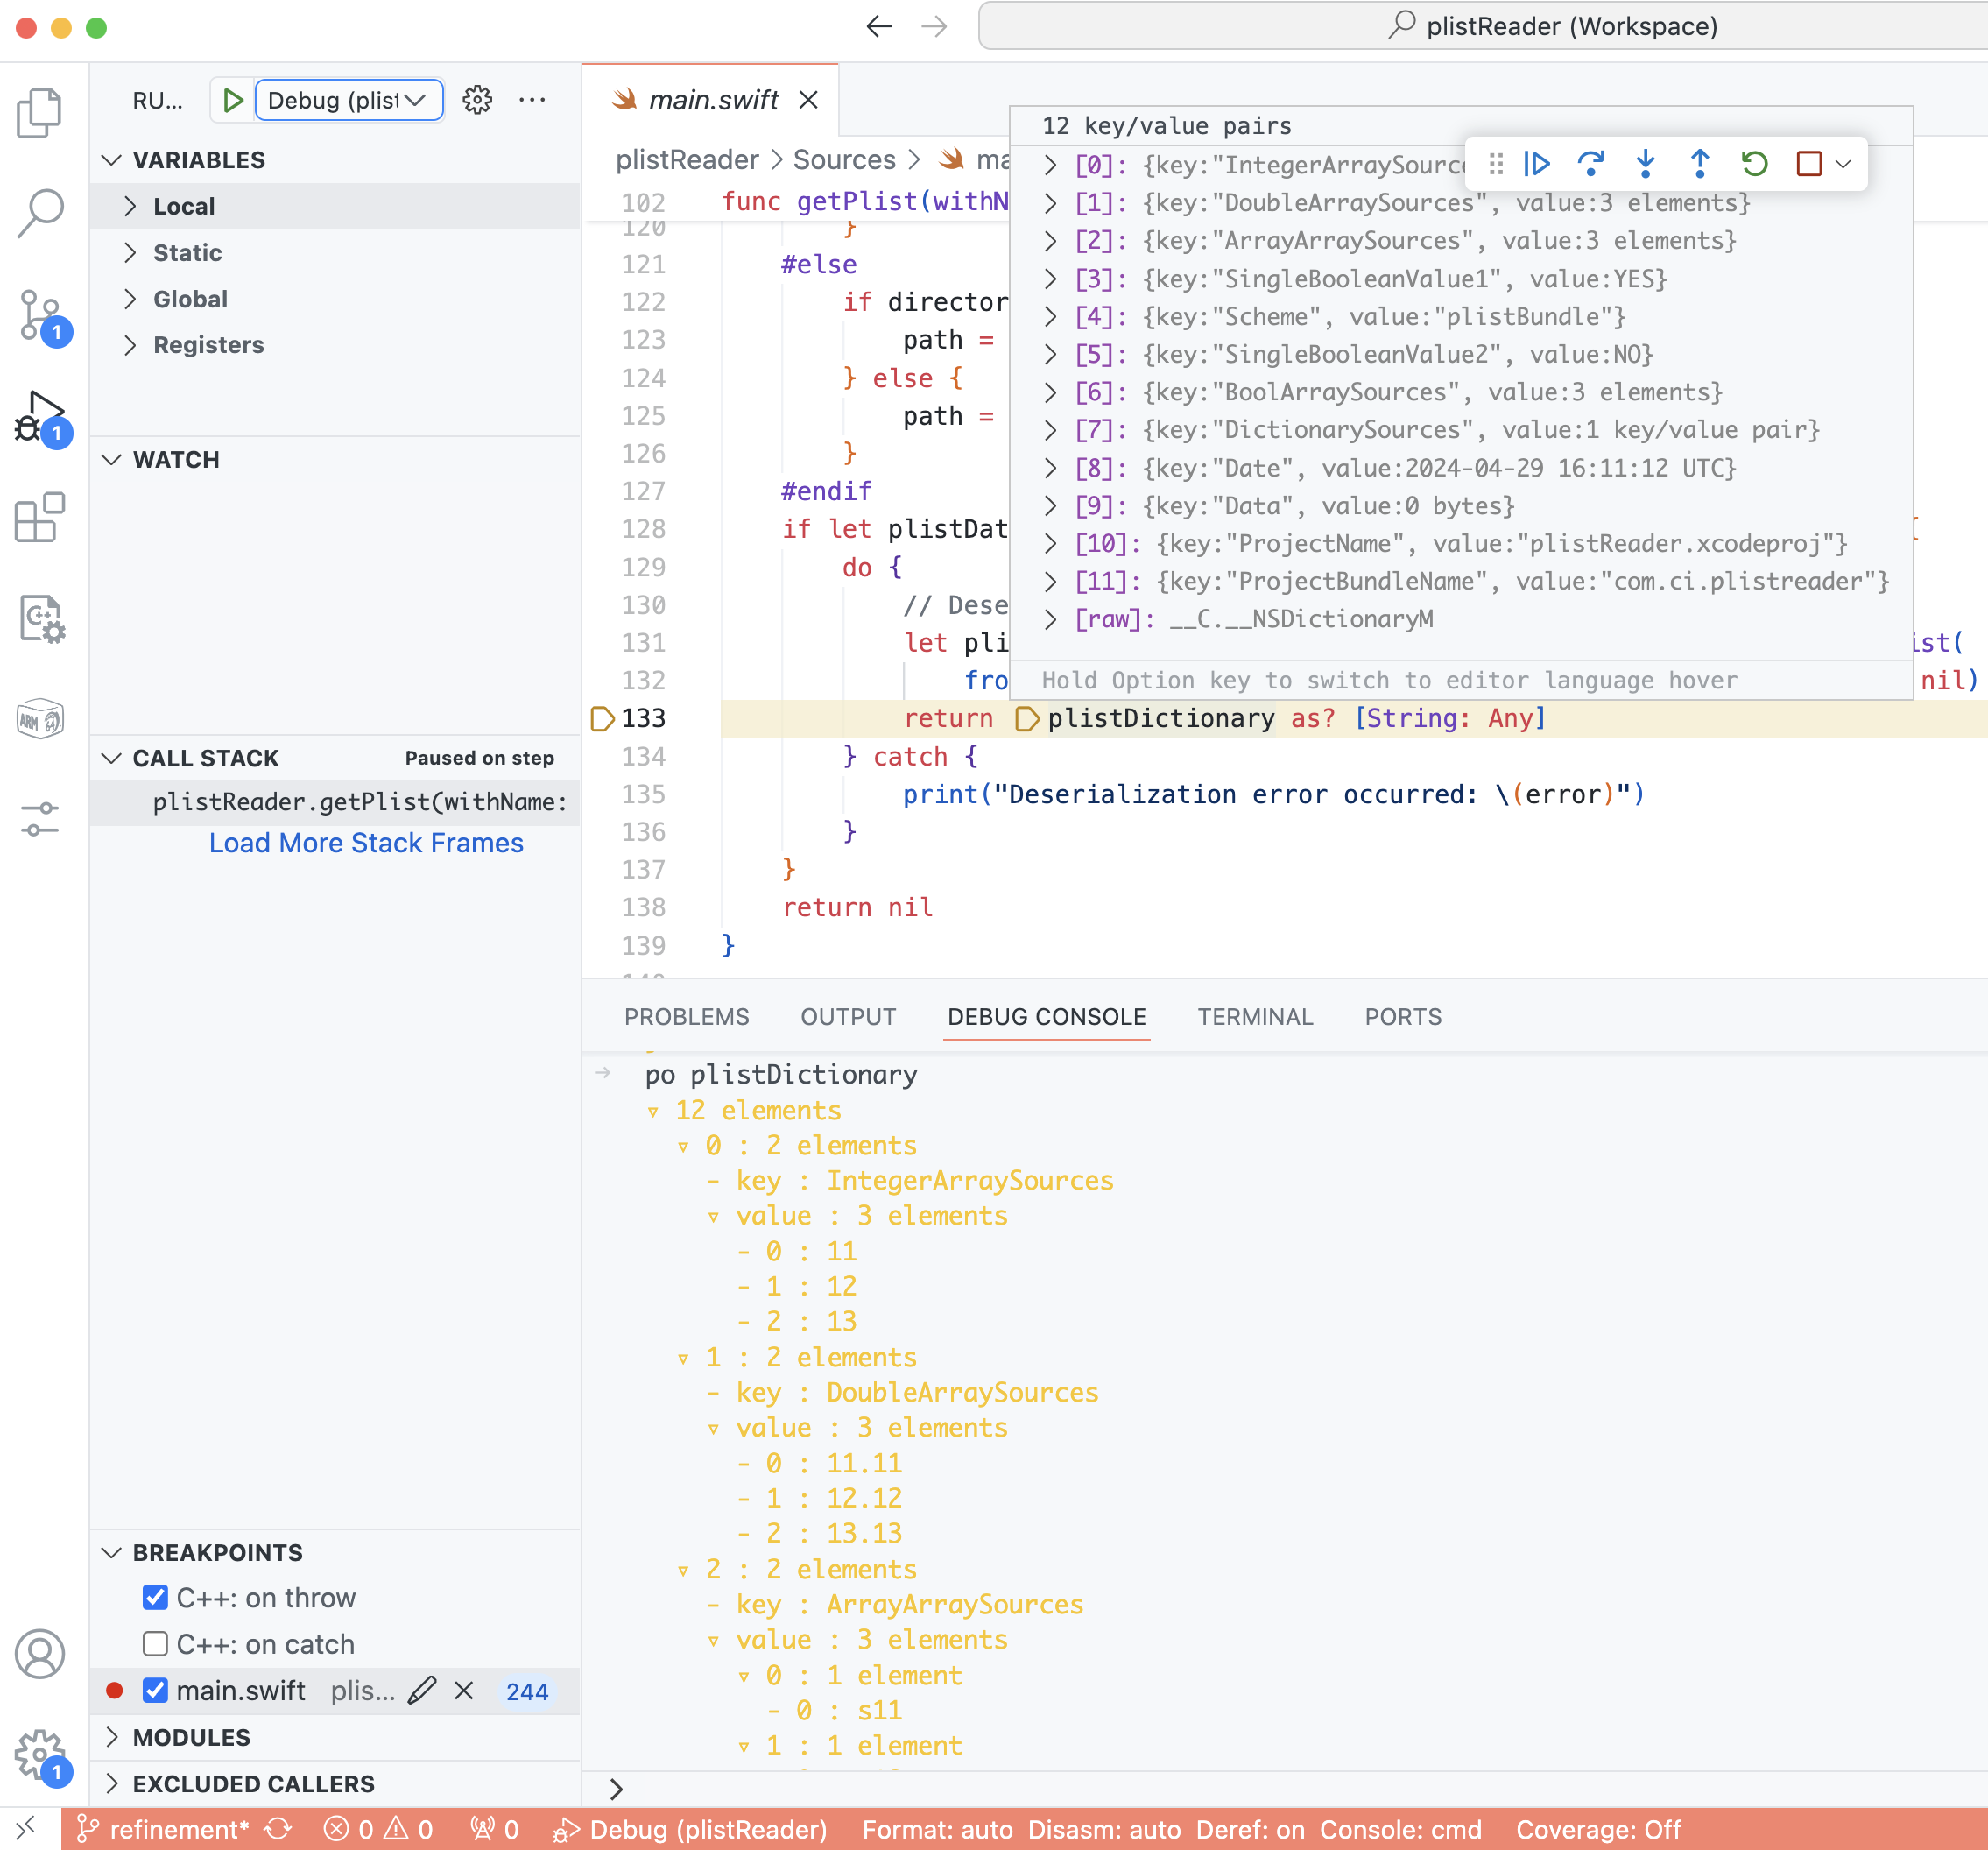 plistReader (Workspace)
RU...
Debug (plist
VARIABLES
Local
Static
Global
Registers
WATCH
CALL STACK
Paused on step
plistReader.getPlist(withName:
Load More Stack Frames
BREAKPOINTS
C++: on throw
C++: on catch
main.swift plis... 244
MODULES
EXCLUDED CALLERS
1
1
C++
ARM 64
1
main.swift
plistReader > Sources > ma
102 func getPlist(withN
120 }
121 #else
122 if director
123 path =
124 } else {
125 path =
126 }
127 #endif
128 if let plistDat
129 do {
130 // Dese
131 let pli ist(
132 fro nil)
133 return plistDictionary as? [String: Any]
134 } catch {
135 print("Deserialization error occurred: \(error)")
136 }
137 }
138 return nil
139 }
12 key/value pairs
[0]: {key:"IntegerArraySource
[1]: {key:"DoubleArraySources", value:3 elements}
[2]: {key:"ArrayArraySources", value:3 elements}
[3]: {key:"SingleBooleanValue1", value:YES}
[4]: {key:"Scheme", value:"plistBundle"}
[5]: {key:"SingleBooleanValue2", value:NO}
[6]: {key:"BoolArraySources", value:3 elements}
[7]: {key:"DictionarySources", value:1 key/value pair}
[8]: {key:"Date", value:2024-04-29 16:11:12 UTC}
[9]: {key:"Data", value:0 bytes}
[10]: {key:"ProjectName", value:"plistReader.xcodeproj"}
[11]: {key:"ProjectBundleName", value:"com.ci.plistreader"}
[raw]: __C.__NSDictionaryM
Hold Option key to switch to editor language hover
PROBLEMS OUTPUT DEBUG CONSOLE TERMINAL PORTS
po plistDictionary
▿ 12 elements
▿ 0 : 2 elements
- key : IntegerArraySources
▿ value : 3 elements
- 0 : 11
- 1 : 12
- 2 : 13
▿ 1 : 2 elements
- key : DoubleArraySources
▿ value : 3 elements
- 0 : 11.11
- 1 : 12.12
- 2 : 13.13
▿ 2 : 2 elements
- key : ArrayArraySources
▿ value : 3 elements
▿ 0 : 1 element
- 0 : s11
▿ 1 : 1 element
refinement* 0 0 0 Debug (plistReader) Format: auto Disasm: auto Deref: on Console: cmd Coverage: Off